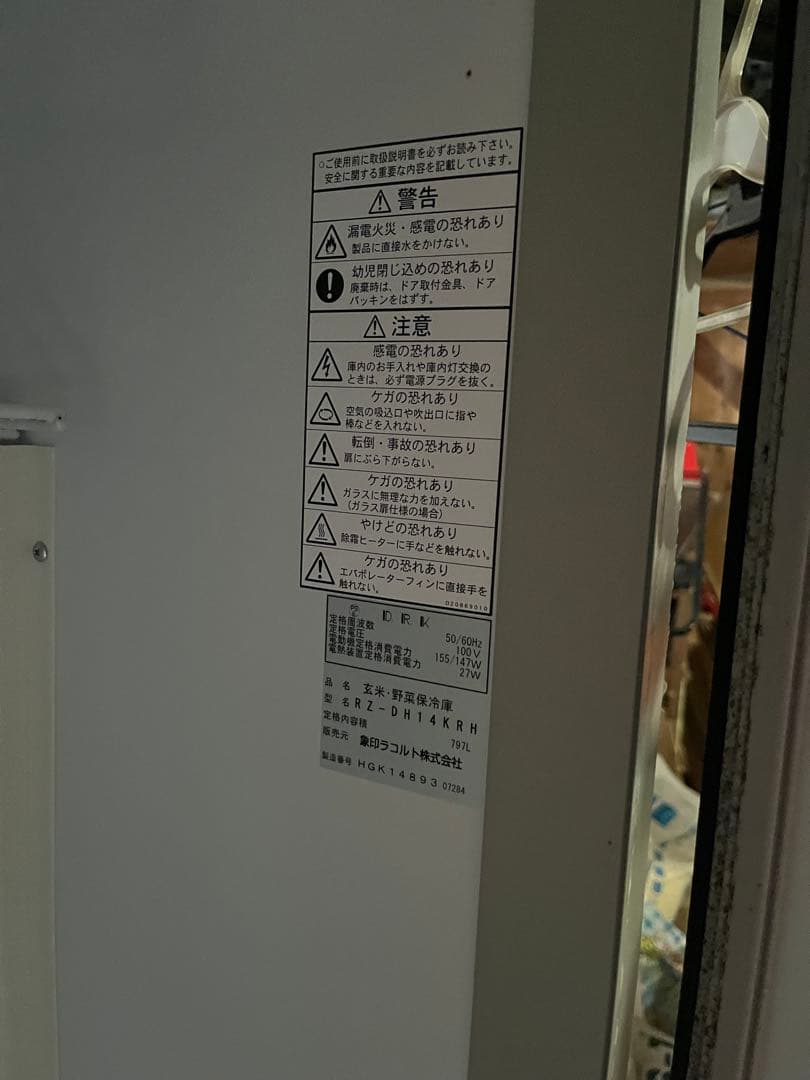 ○ご使用前に取扱説明書を必ずお読み下さい。
安全に関する重要な内容を記載しています。
警告
漏電火災・感電の恐れあり
製品に直接水をかけない。
幼児閉じ込めの恐れあり
廃棄時は、ドア取付金具、ドア
パッキンをはずす。
注意
感電の恐れあり
庫内のお手入れや庫内灯交換の
ときは、必ず電源プラグを抜く。
ケガの恐れあり
空気の吸込口や吹出口に指や
棒などを入れない。
転倒・事故の恐れあり
扉にぶら下がらない。
ケガの恐れあり
ガラスに無理な力を加えない。
(ガラス扉仕様の場合)
やけどの恐れあり
除霜ヒーターに手などを触れない。
ケガの恐れあり
エバポレーターフィンに直接手を
触れない。
D20869010
DRK
定格周波数 50/60Hz
定格電圧 100V
電動機定格消費電力 155/147W
電熱装置定格消費電力 27W
品名 玄米・野菜保冷庫
型名 RZ-DH14KRH
定格内容積 797L
販売元 象印ラコルト株式会社
製造番号 HGK14893 07284